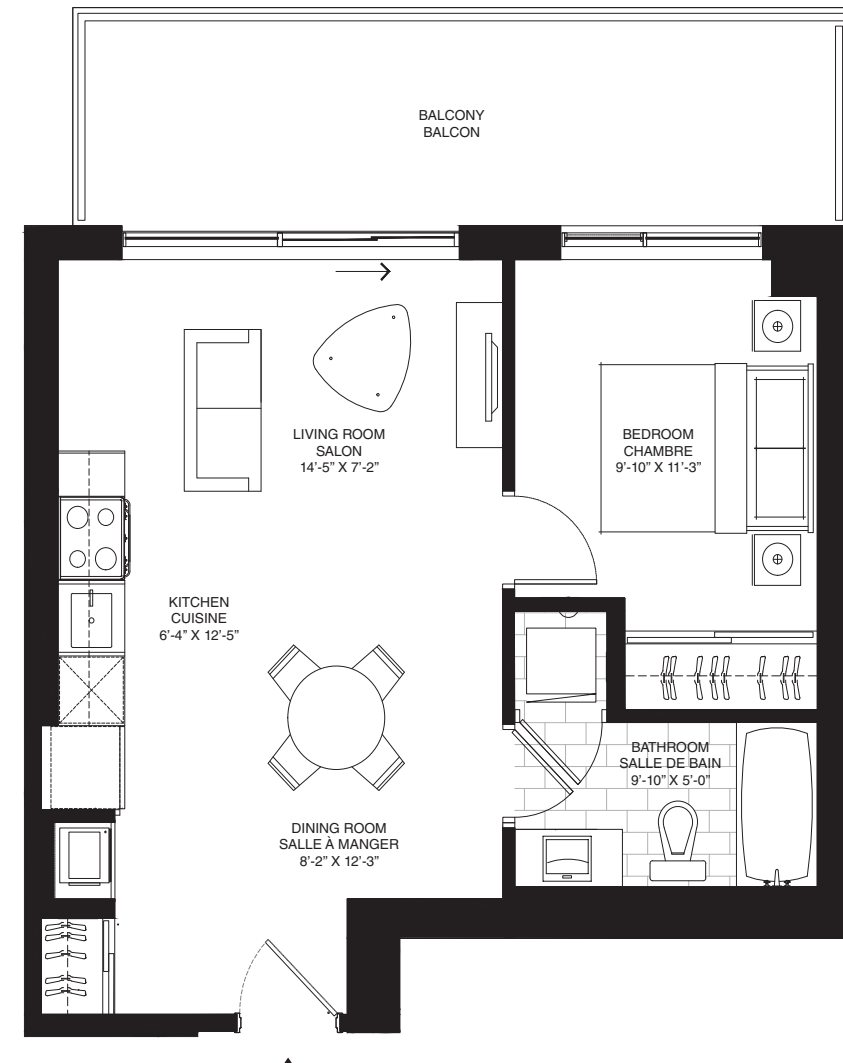 BALCONY
BALCON
LIVING ROOM
SALON
14'-5” X 7'-2”
BEDROOM
CHAMBRE
9'-10” X 11'-3”
KITCHEN
CUISINE
6'-4” X 12'-5”
BATHROOM
SALLE DE BAIN
9'-10” X 5'-0”
DINING ROOM
SALLE À MANGER
8'-2” X 12'-3”